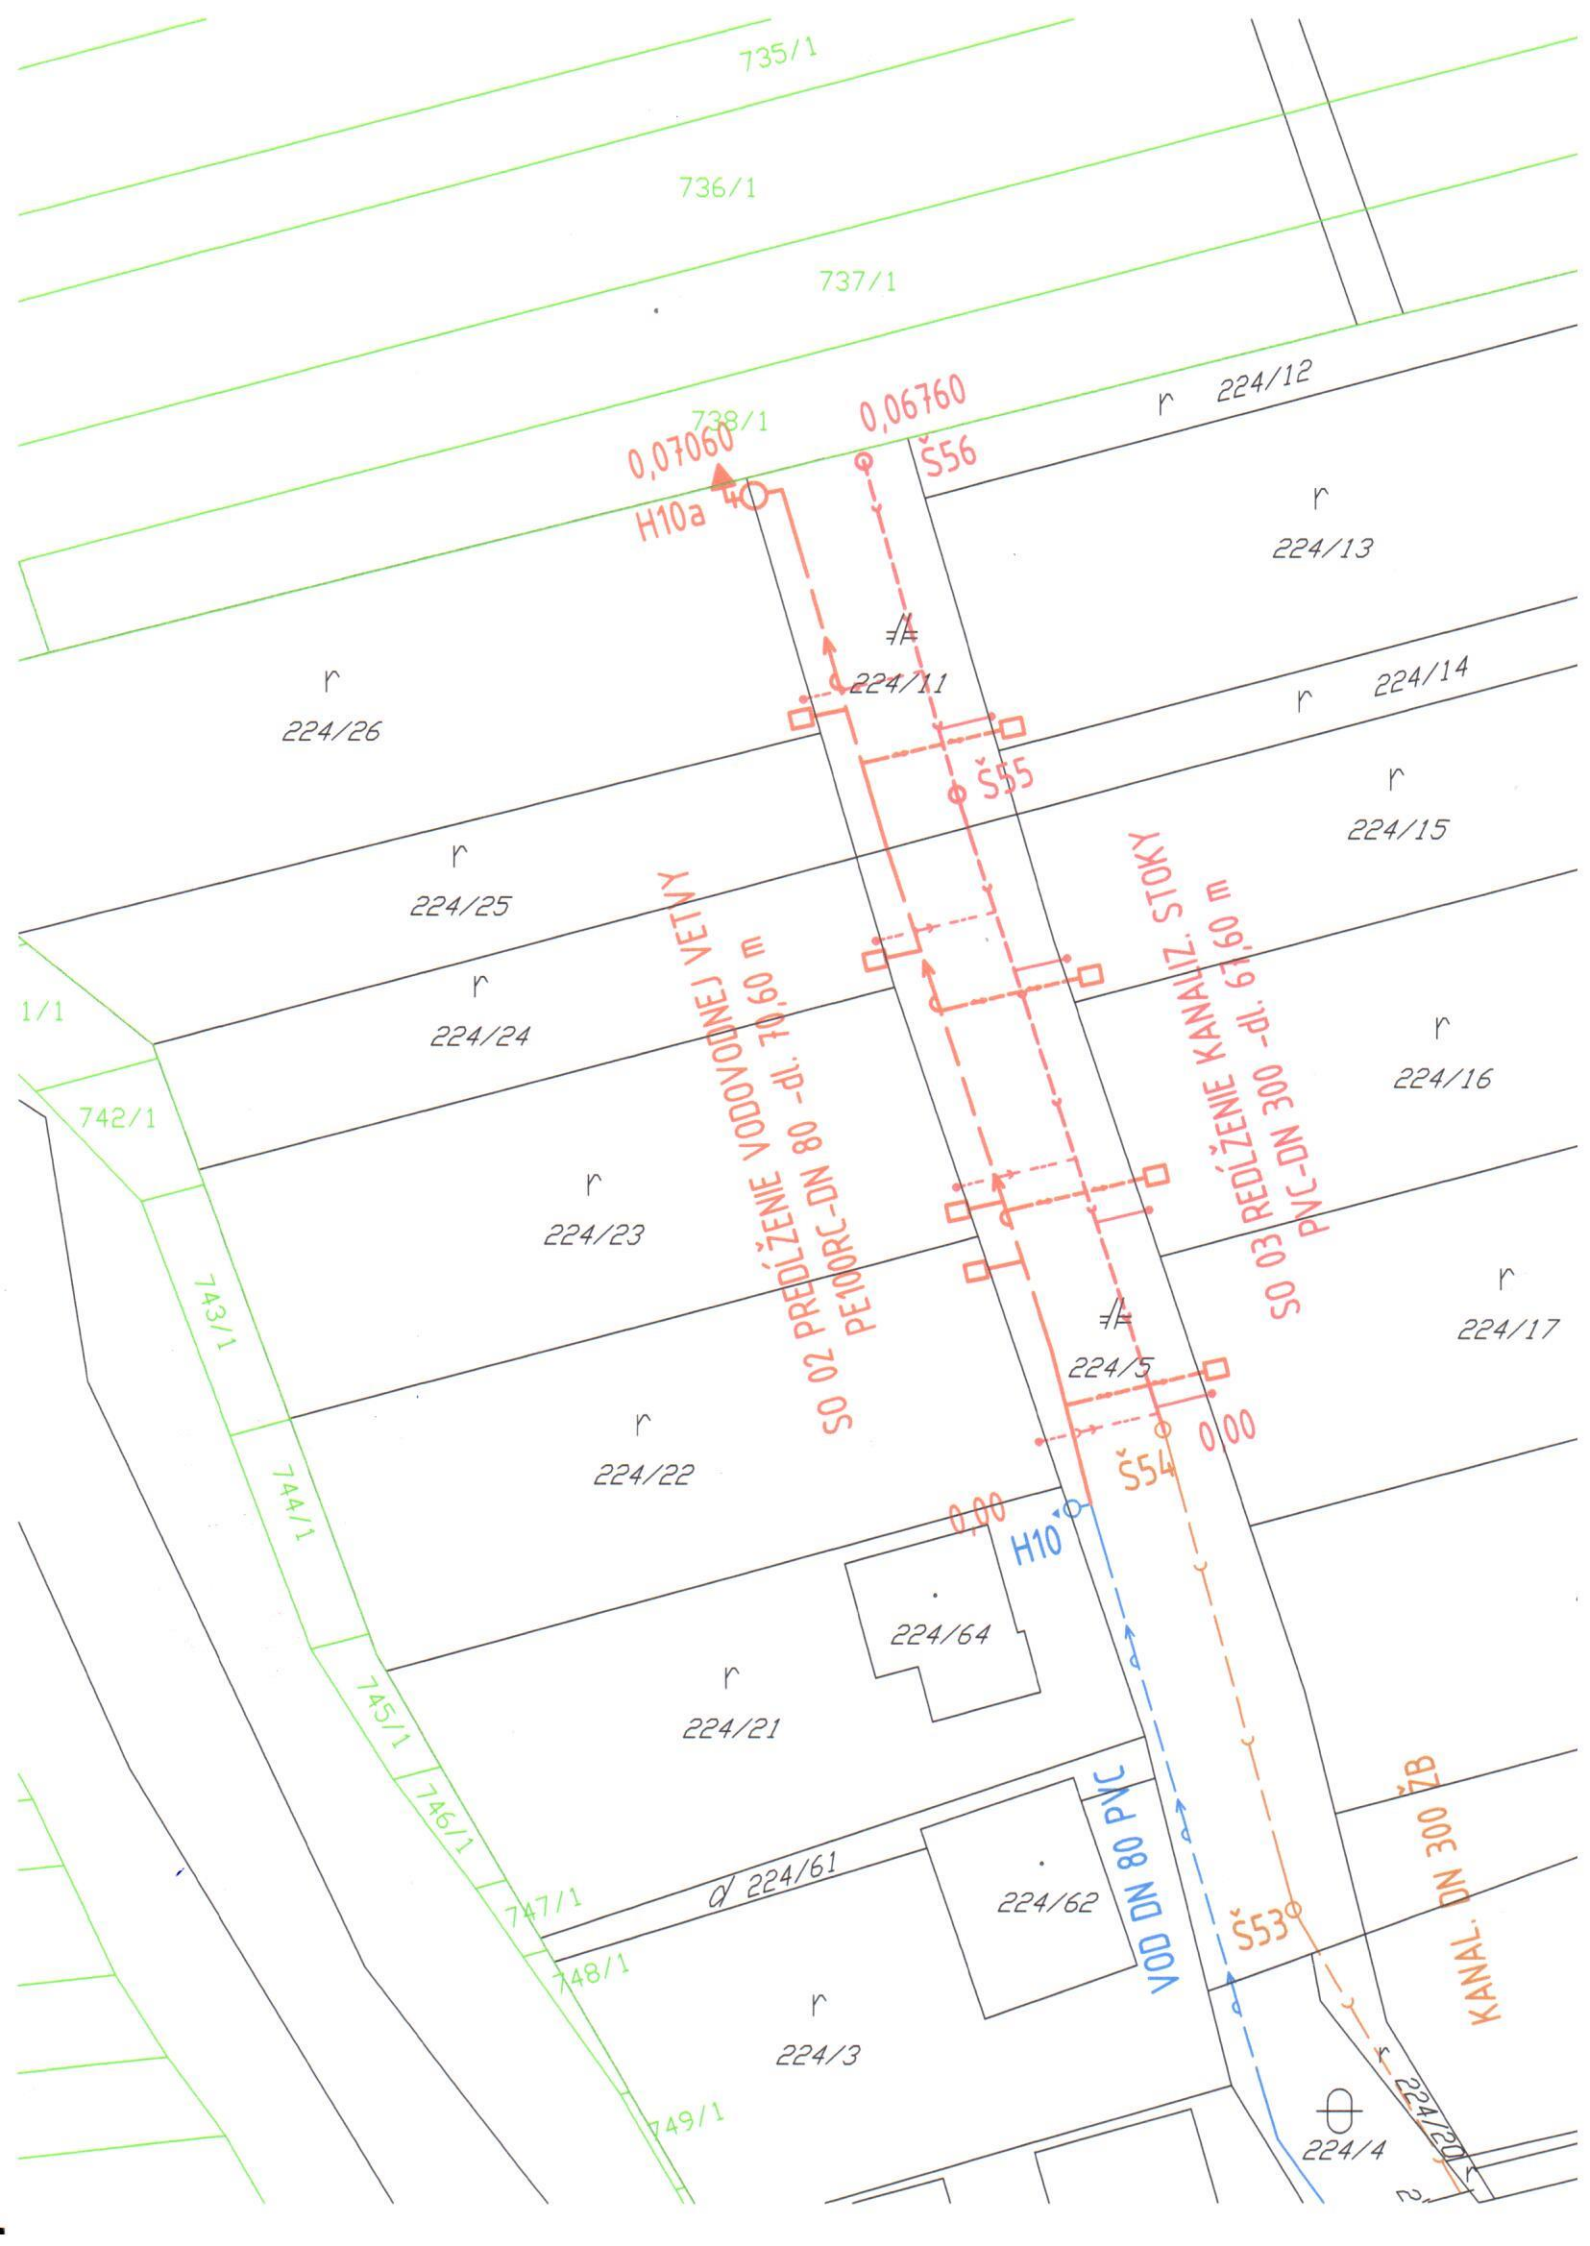 735/1
736/1
737/1
738/1
0,06760
0,07060
Š56
H10a
r 224/12
r
224/13
224/11
r
224/26
r 224/14
Š55
r
224/15
r
224/25
r
224/24
1/1
742/1
SO 02 PREDĹŽENIE VODOVODNEJ VETVY
PE100RC-DN 80 -dl. 70,60 m
SO 03 REDĹŽENIE KANALIZ. STOKY
PVC-DN 300 -dl. 67,60 m
r
224/16
r
224/23
743/1
r
224/17
224/5
0,00
Š54
r
224/22
744/1
0,00
H10
224/64
r
224/21
745/1
746/1
VOD DN 80 PVC
KANAL. DN 300 ŽB
d 224/61
224/62
747/1
Š53
748/1
r
224/3
r
224/20
749/1
224/4
r
2